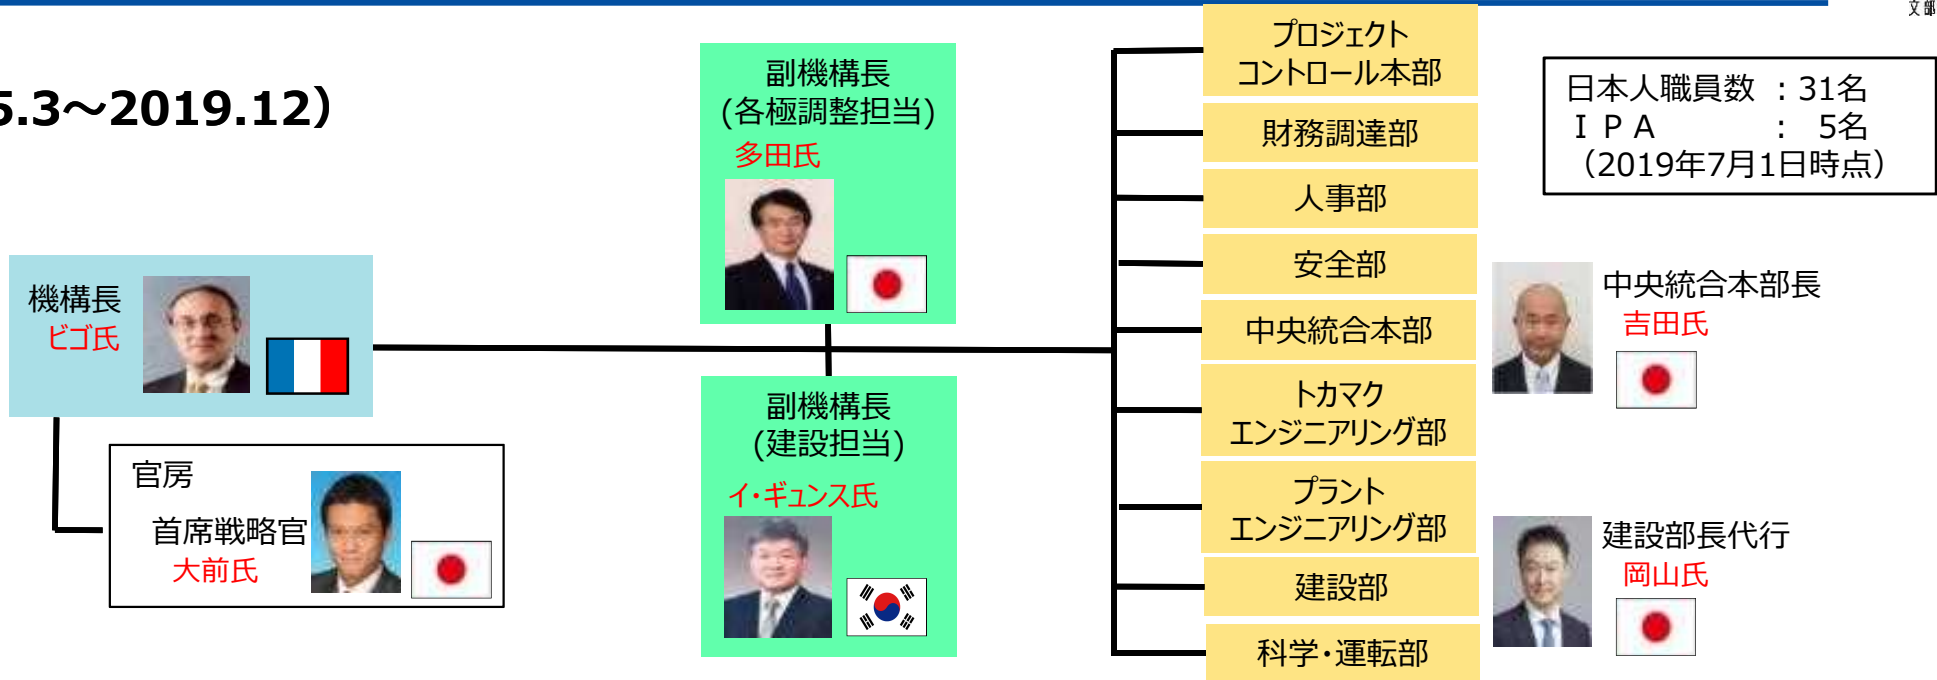 5.3～2019.12）
文部
機構長
ビゴ氏
官房
首席戦略官
大前氏
副機構長
(各極調整担当)
多田氏
副機構長
(建設担当)
イ・ギュンス氏
プロジェクト
コントロール本部
財務調達部
人事部
安全部
中央統合本部
トカマク
エンジニアリング部
プラント
エンジニアリング部
建設部
科学・運転部
日本人職員数 ：31名
ＩＰＡ ： 5名
（2019年7月1日時点）
中央統合本部長
吉田氏
建設部長代行
岡山氏